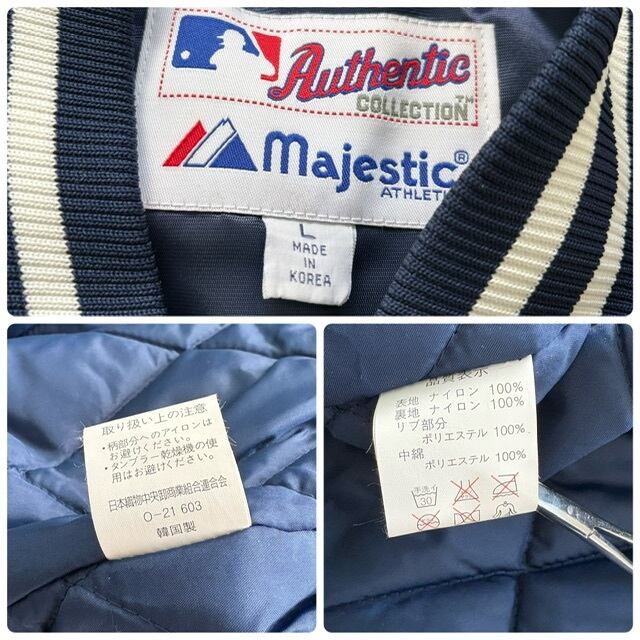 Authentic
COLLECTION™
Majestic®
ATHLETIC
L
MADE
IN
KOREA
取り扱い上の注意
・柄部分へのアイロンは
お避けください。
・タンブラー乾燥機の使
用はお避けください。
日本織物中央卸商業組合連合会
O-21 603
韓国製
品質表示
表地 ナイロン 100%
裏地 ナイロン 100%
リブ部分
ポリエステル 100%
中綿
ポリエステル 100%
手洗イ
30